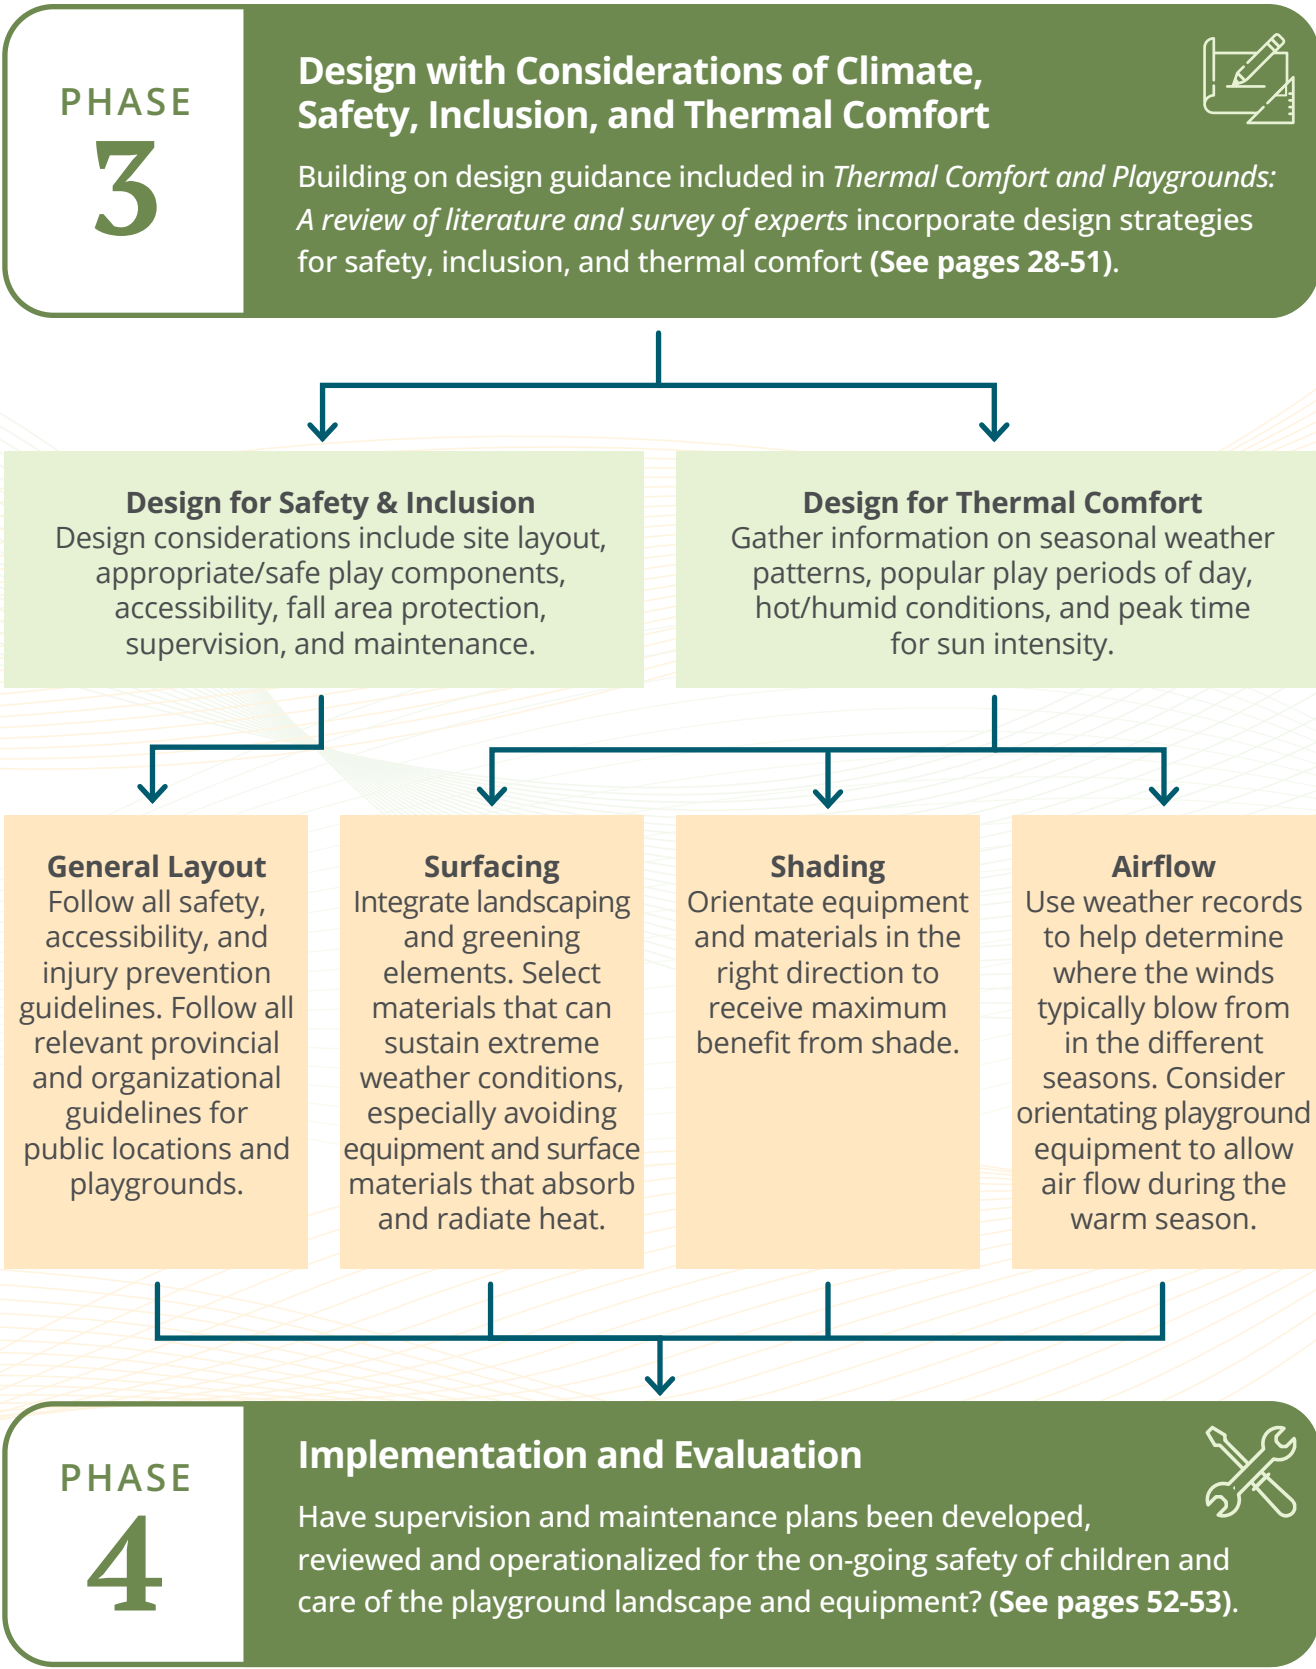 PHASE
3
Design with Considerations of Climate,
Safety, Inclusion, and Thermal Comfort
Building on design guidance included in Thermal Comfort and Playgrounds:
A review of literature and survey of experts incorporate design strategies
for safety, inclusion, and thermal comfort (See pages 28-51).
Design for Safety & Inclusion
Design considerations include site layout,
appropriate/safe play components,
accessibility, fall area protection,
supervision, and maintenance.
Design for Thermal Comfort
Gather information on seasonal weather
patterns, popular play periods of day,
hot/humid conditions, and peak time
for sun intensity.
General Layout
Follow all safety,
accessibility, and
injury prevention
guidelines. Follow all
relevant provincial
and organizational
guidelines for
public locations and
playgrounds.
Surfacing
Integrate landscaping
and greening
elements. Select
materials that can
sustain extreme
weather conditions,
especially avoiding
equipment and surface
materials that absorb
and radiate heat.
Shading
Orientate equipment
and materials in the
right direction to
receive maximum
benefit from shade.
Airflow
Use weather records
to help determine
where the winds
typically blow from
in the different
seasons. Consider
orientating playground
equipment to allow
air flow during the
warm season.
PHASE
4
Implementation and Evaluation
Have supervision and maintenance plans been developed,
reviewed and operationalized for the on-going safety of children and
care of the playground landscape and equipment? (See pages 52-53).